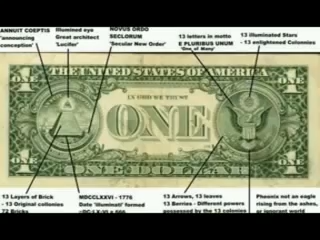 ANNUIT COEPTIS
'announcing
conception'
Illumined eye
Great architect
'Lucifer'
NOVUS ORDO
SECLORUM
'Secular New Order'
13 letters in motto
E PLURIBUS UNUM
'One of Many'
13 illuminated Stars
- 13 enlightened Colonies
THE UNITED STATES OF AMERICA
IN GOD WE TRUST
ONE
ONE DOLLAR
13 Layers of Brick
- 13 Original colonies
72 Bricks
MDCCLXXVI - 1776
Date 'Illuminati' formed
13 Arrows, 13 leaves
13 Berries - Different powers
possessed by the 13 colonies
Pheonix not an eagle
rising from the ashes,
or ignorant world